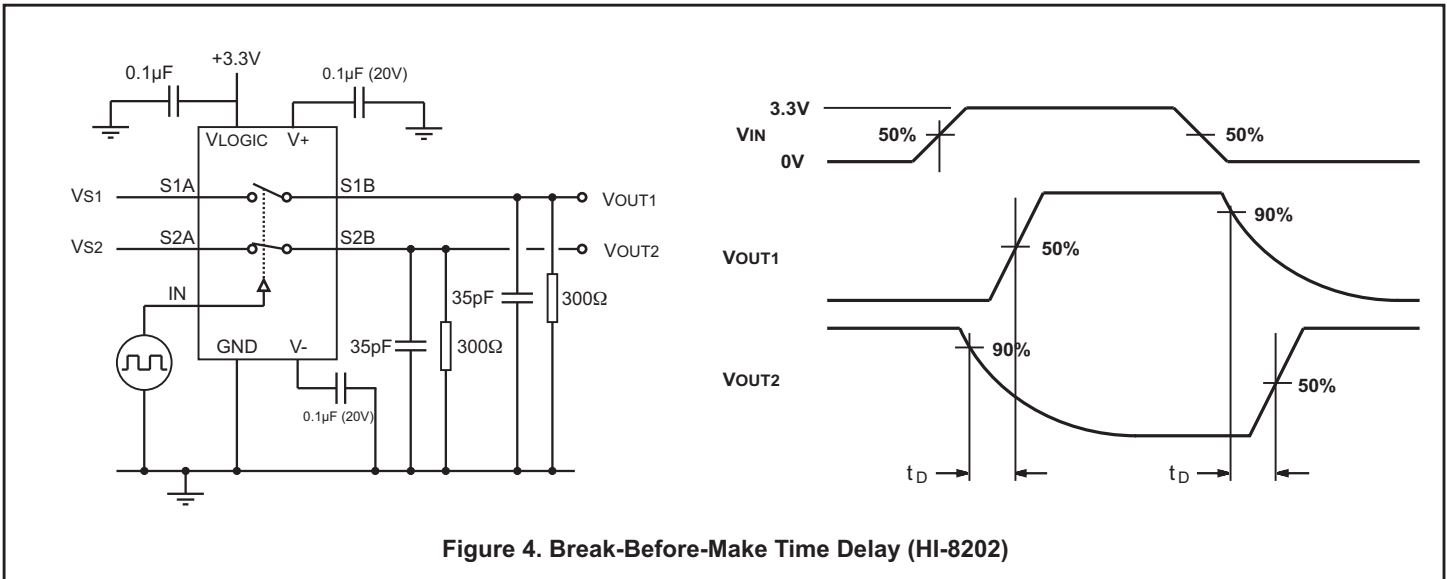 +3.3V
0.1µF
0.1µF (20V)
VLOGIC
V+
VS1
S1A
S1B
VOUT1
VS2
S2A
S2B
VOUT2
IN
35pF
300Ω
GND
V-
35pF
300Ω
0.1µF (20V)
3.3V
VIN
50%
50%
0V
90%
VOUT1
50%
90%
VOUT2
50%
tD
tD
Figure 4. Break-Before-Make Time Delay (HI-8202)